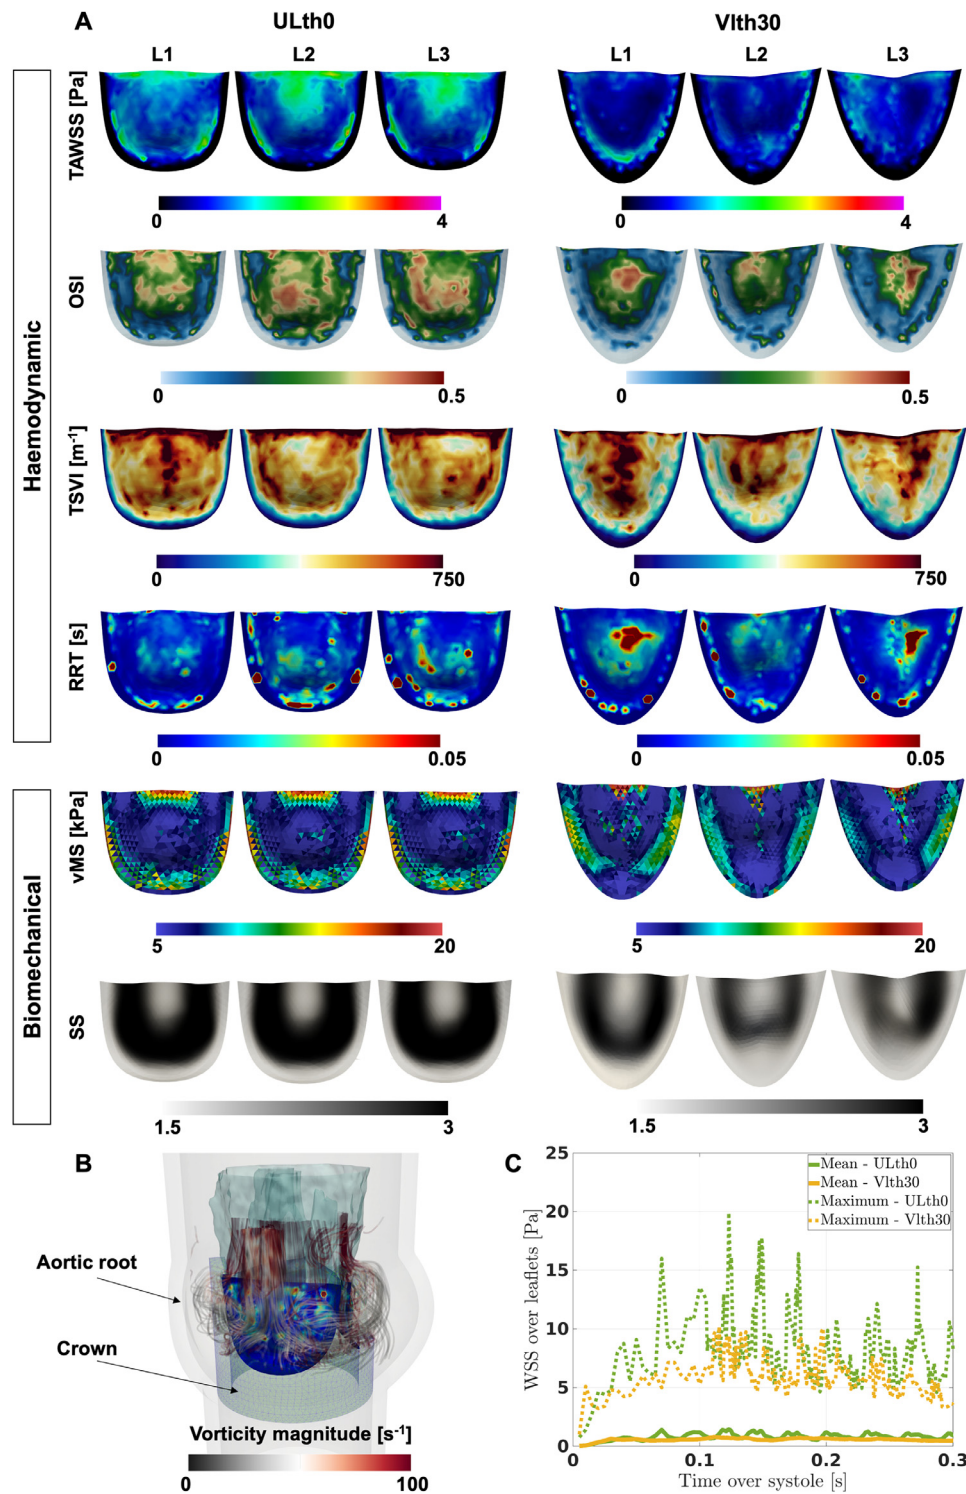 A
ULth0
Vlth30
L1
L2
L3
L1
L2
L3
Haemodynamic
TAWSS [Pa]
0
4
0
4
OSI
0
0.5
0
0.5
TSVI [m⁻¹]
0
750
0
750
RRT [s]
0
0.05
0
0.05
Biomechanical
vMS [kPa]
5
20
5
20
SS
1.5
3
1.5
3
B
Aortic root
Crown
Vorticity magnitude [s⁻¹]
0
100
C
WSS over leaflets [Pa]
25
20
15
10
5
0
Mean - ULth0
Mean - Vlth30
Maximum - ULth0
Maximum - Vlth30
0
0.1
0.2
0.3
Time over systole [s]